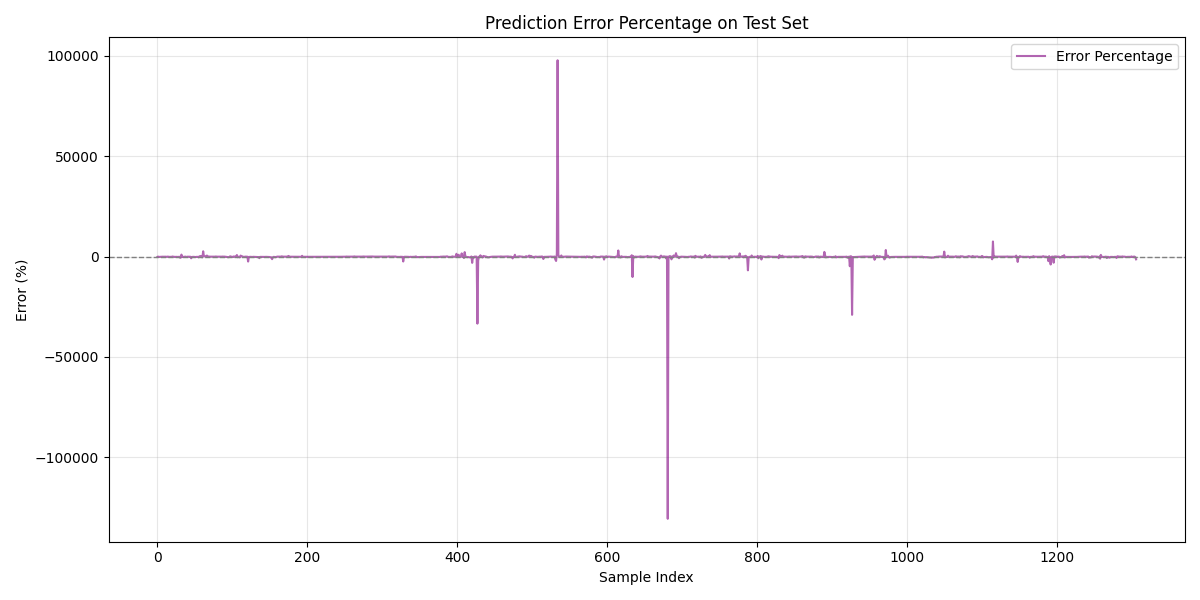 Prediction Error Percentage on Test Set
Error Percentage
100000
50000
0
−50000
−100000
Error (%)
0 200 400 600 800 1000 1200
Sample Index